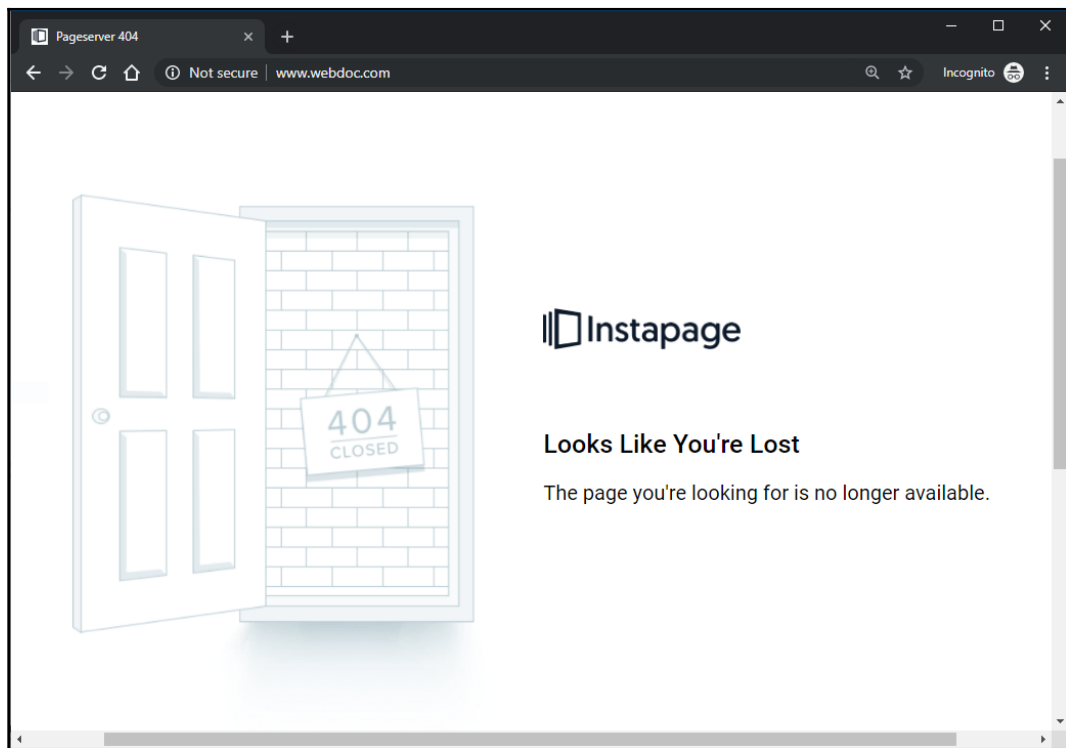 Pageserver 404
Not secure www.webdoc.com
Incognito
404
CLOSED
Instapage
Looks Like You're Lost
The page you're looking for is no longer available.